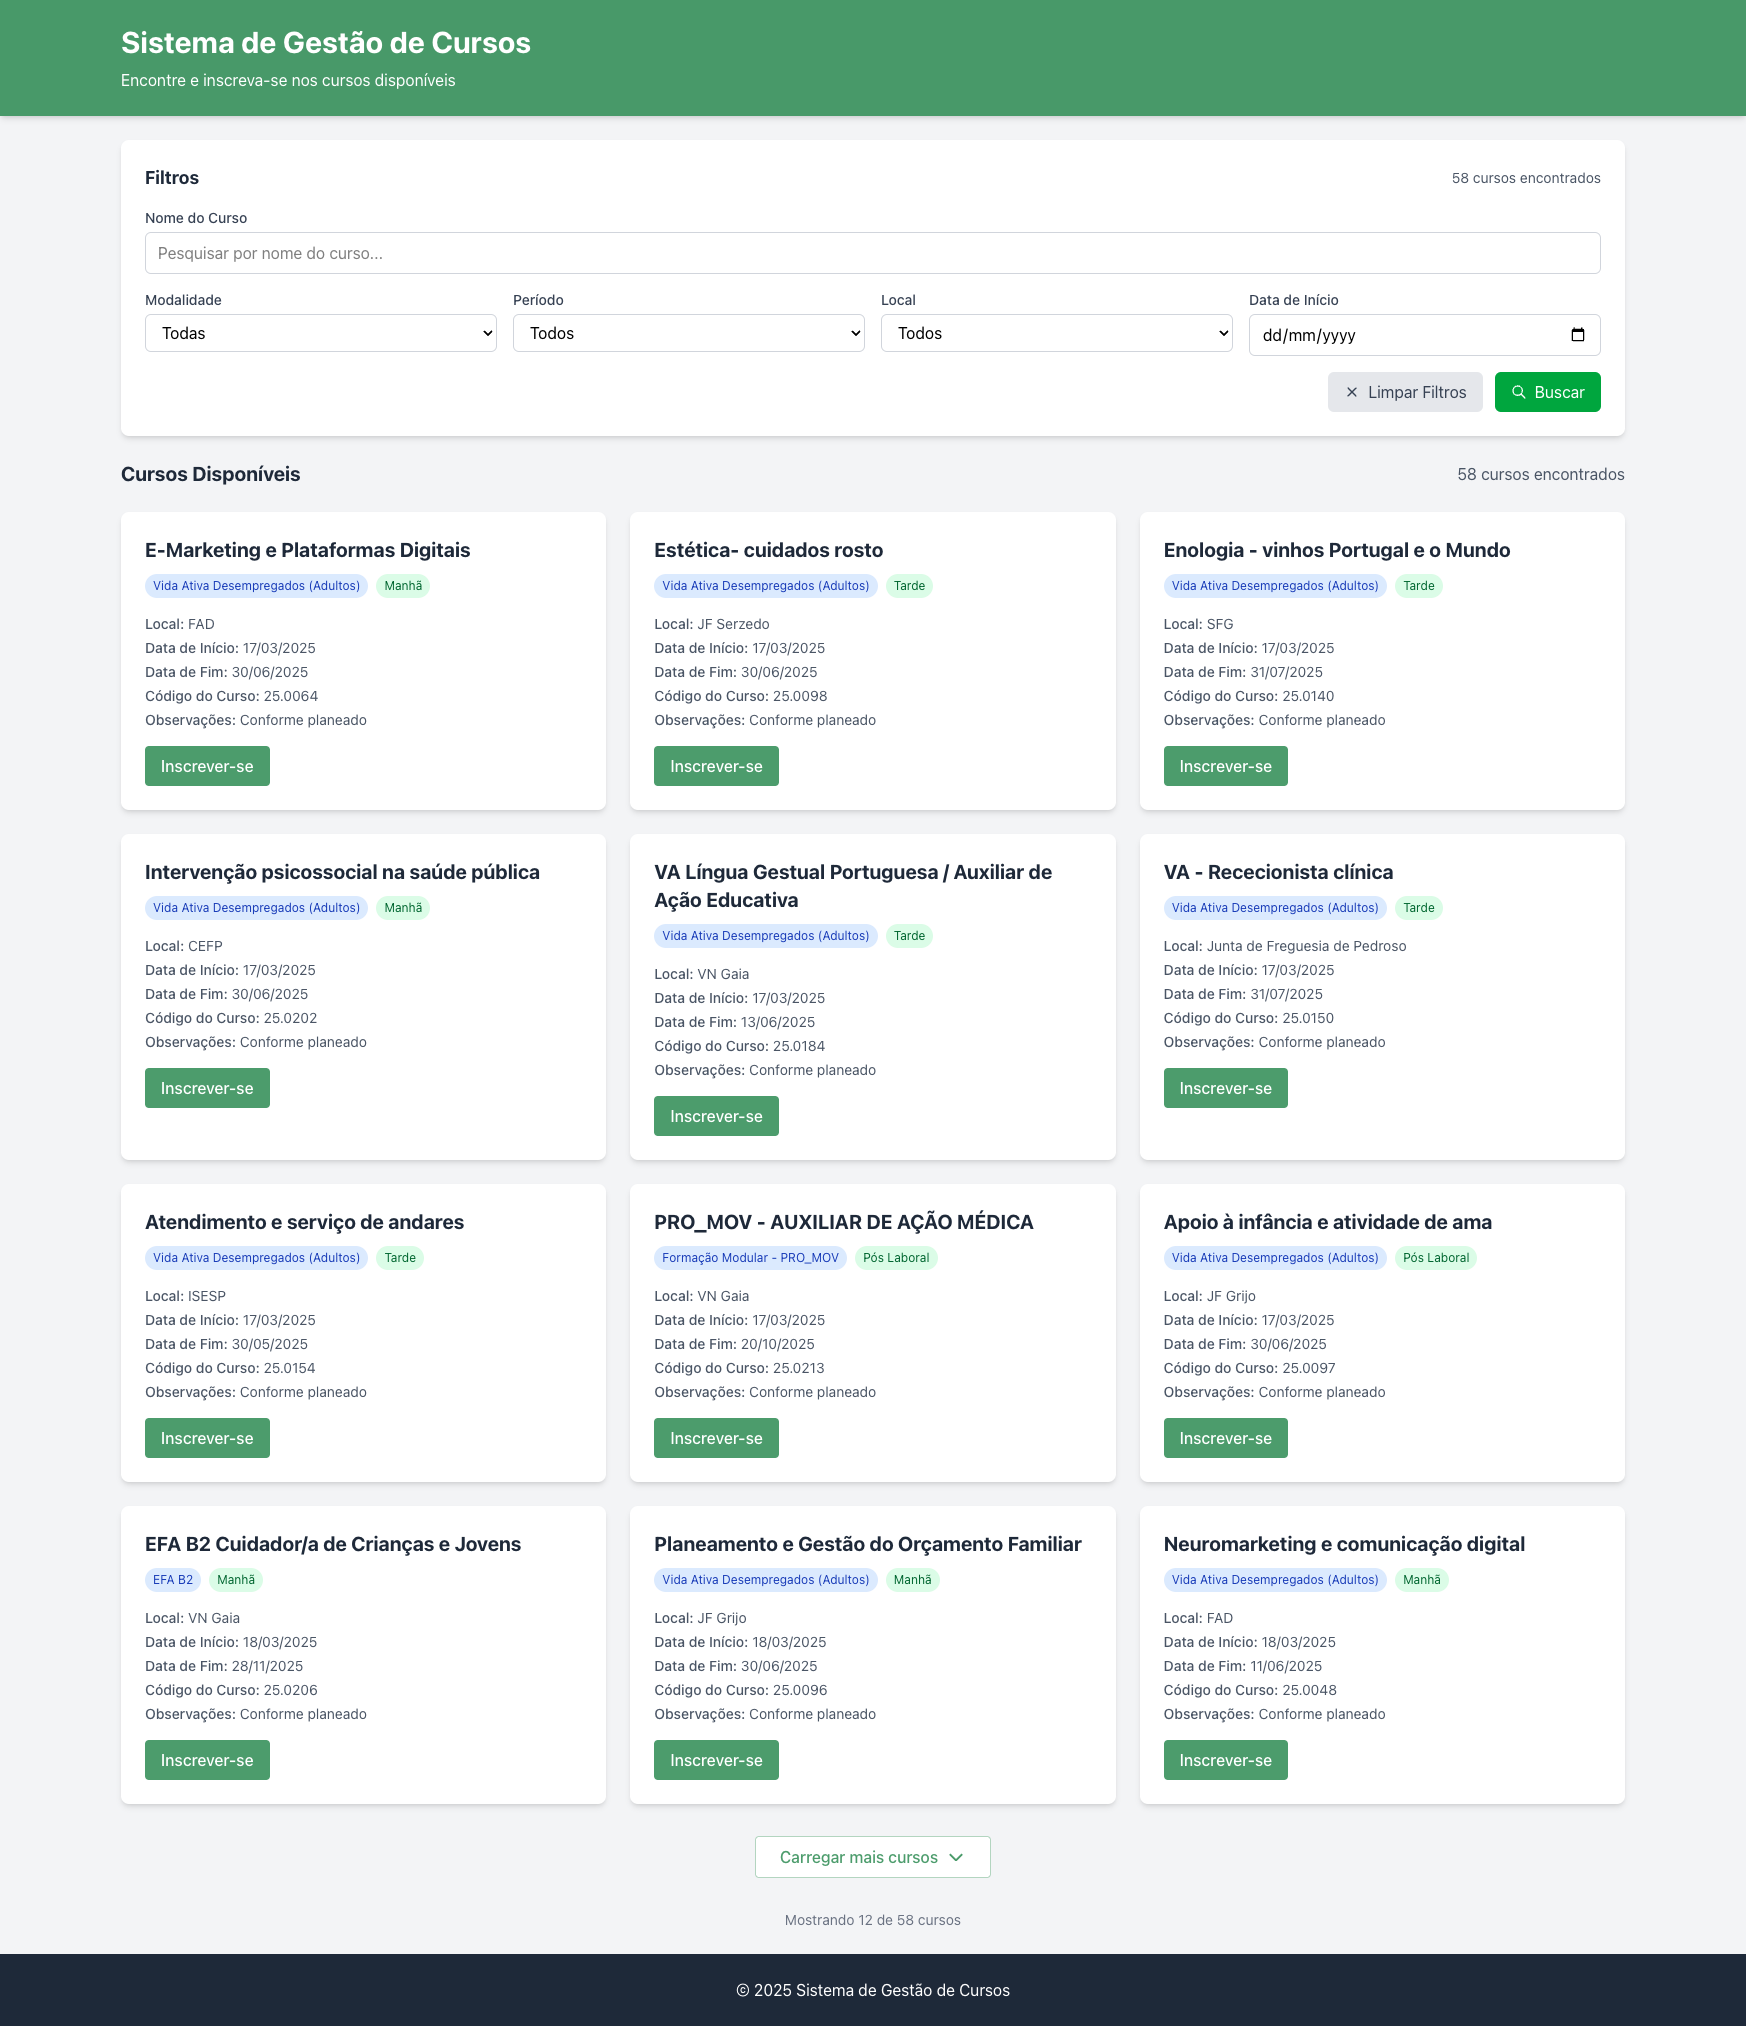 Sistema de Gestão de Cursos
Encontre e inscreva-se nos cursos disponíveis
Filtros
58 cursos encontrados
Nome do Curso
Pesquisar por nome do curso...
Modalidade
Período
Local
Data de Início
Todas
Todos
Todos
dd/mm/yyyy
Limpar Filtros
Buscar
Cursos Disponíveis
58 cursos encontrados
E-Marketing e Plataformas Digitais
Vida Ativa Desempregados (Adultos)
Manhã
Local: FAD
Data de Início: 17/03/2025
Data de Fim: 30/06/2025
Código do Curso: 25.0064
Observações: Conforme planeado
Inscrever-se
Estética- cuidados rosto
Vida Ativa Desempregados (Adultos)
Tarde
Local: JF Serzedo
Data de Início: 17/03/2025
Data de Fim: 30/06/2025
Código do Curso: 25.0098
Observações: Conforme planeado
Inscrever-se
Enologia - vinhos Portugal e o Mundo
Vida Ativa Desempregados (Adultos)
Tarde
Local: SFG
Data de Início: 17/03/2025
Data de Fim: 31/07/2025
Código do Curso: 25.0140
Observações: Conforme planeado
Inscrever-se
Intervenção psicossocial na saúde pública
Vida Ativa Desempregados (Adultos)
Manhã
Local: CEFP
Data de Início: 17/03/2025
Data de Fim: 30/06/2025
Código do Curso: 25.0202
Observações: Conforme planeado
Inscrever-se
VA Língua Gestual Portuguesa / Auxiliar de
Ação Educativa
Vida Ativa Desempregados (Adultos)
Tarde
Local: VN Gaia
Data de Início: 17/03/2025
Data de Fim: 13/06/2025
Código do Curso: 25.0184
Observações: Conforme planeado
Inscrever-se
VA - Rececionista clínica
Vida Ativa Desempregados (Adultos)
Tarde
Local: Junta de Freguesia de Pedroso
Data de Início: 17/03/2025
Data de Fim: 31/07/2025
Código do Curso: 25.0150
Observações: Conforme planeado
Inscrever-se
Atendimento e serviço de andares
Vida Ativa Desempregados (Adultos)
Tarde
Local: ISESP
Data de Início: 17/03/2025
Data de Fim: 30/05/2025
Código do Curso: 25.0154
Observações: Conforme planeado
Inscrever-se
PRO_MOV - AUXILIAR DE AÇÃO MÉDICA
Formação Modular - PRO_MOV
Pós Laboral
Local: VN Gaia
Data de Início: 17/03/2025
Data de Fim: 20/10/2025
Código do Curso: 25.0213
Observações: Conforme planeado
Inscrever-se
Apoio à infância e atividade de ama
Vida Ativa Desempregados (Adultos)
Pós Laboral
Local: JF Grijo
Data de Início: 17/03/2025
Data de Fim: 30/06/2025
Código do Curso: 25.0097
Observações: Conforme planeado
Inscrever-se
EFA B2 Cuidador/a de Crianças e Jovens
EFA B2
Manhã
Local: VN Gaia
Data de Início: 18/03/2025
Data de Fim: 28/11/2025
Código do Curso: 25.0206
Observações: Conforme planeado
Inscrever-se
Planeamento e Gestão do Orçamento Familiar
Vida Ativa Desempregados (Adultos)
Manhã
Local: JF Grijo
Data de Início: 18/03/2025
Data de Fim: 30/06/2025
Código do Curso: 25.0096
Observações: Conforme planeado
Inscrever-se
Neuromarketing e comunicação digital
Vida Ativa Desempregados (Adultos)
Manhã
Local: FAD
Data de Início: 18/03/2025
Data de Fim: 11/06/2025
Código do Curso: 25.0048
Observações: Conforme planeado
Inscrever-se
Carregar mais cursos
Mostrando 12 de 58 cursos
© 2025 Sistema de Gestão de Cursos